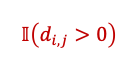 𝕀(d_{i,j} > 0)